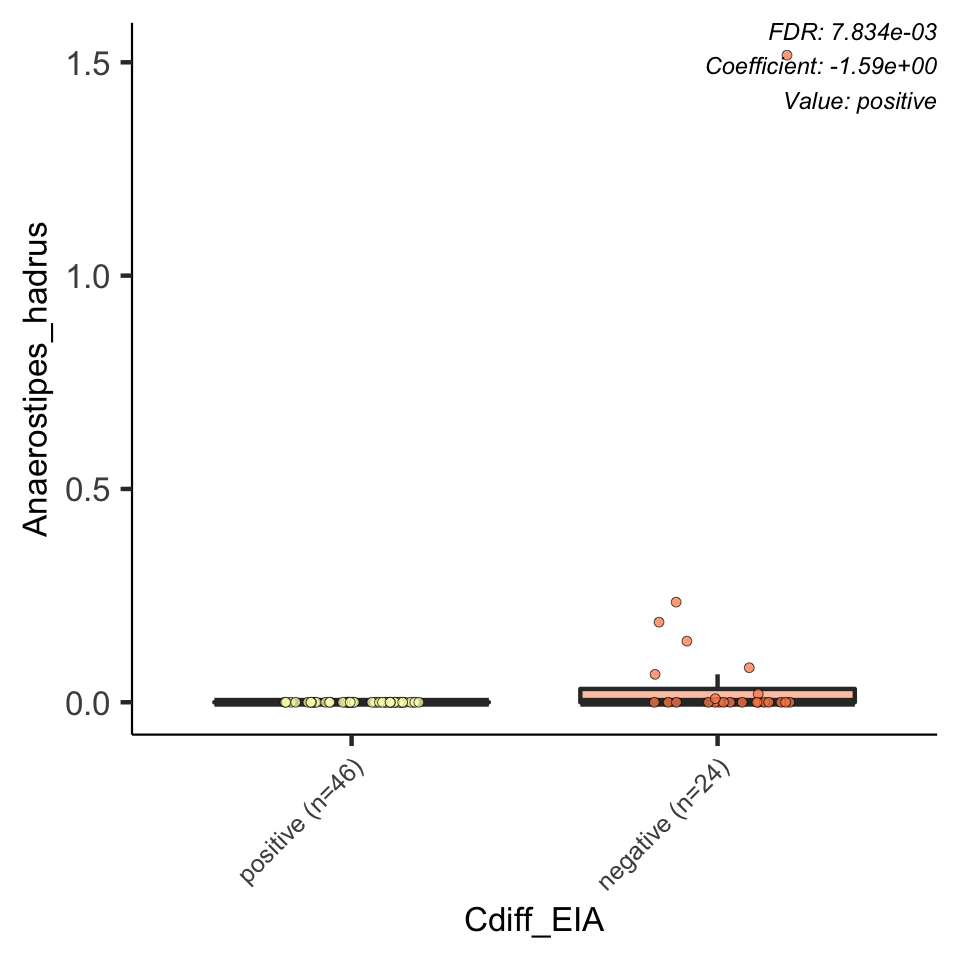 FDR: 7.834e-03
Coefficient: -1.59e+00
Value: positive
1.5
1.0
0.5
0.0
Anaerostipes_hadrus
positive (n=46)
negative (n=24)
Cdiff_EIA